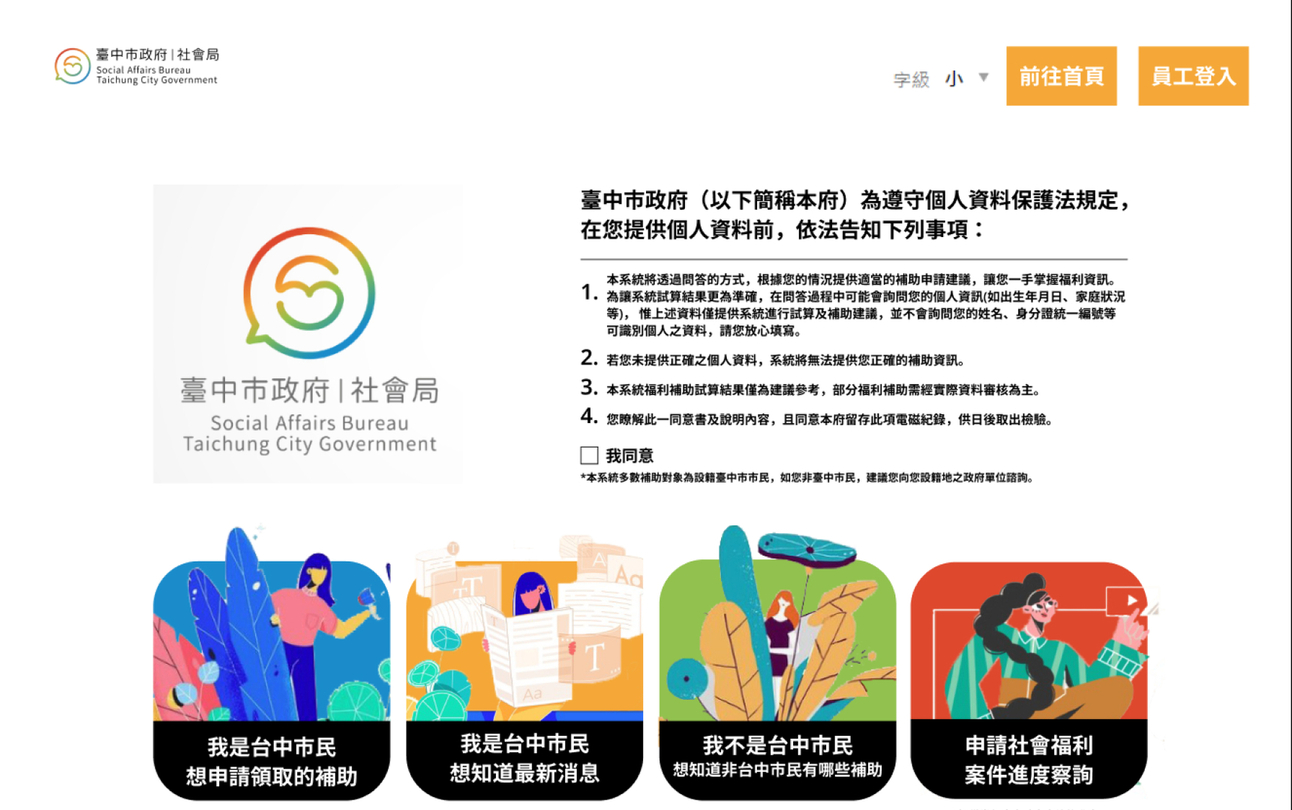 臺中市政府|社會局
Social Affairs Bureau
Taichung City Government
字級 小 ▼
前往首頁
員工登入
臺中市政府|社會局
Social Affairs Bureau
Taichung City Government
臺中市政府（以下簡稱本府）為遵守個人資料保護法規定，
在您提供個人資料前，依法告知下列事項：
1. 本系統將透過問答的方式，根據您的情況提供適當的補助申請建議，讓您一手掌握福利資訊。
為讓系統試算結果更為準確，在問答過程中可能會詢問您的個人資訊(如出生年月日、家庭狀況
等)， 惟上述資料僅提供系統進行試算及補助建議，並不會詢問您的姓名、身分證統一編號等
可識別個人之資料，請您放心填寫。
2. 若您未提供正確之個人資料，系統將無法提供您正確的補助資訊。
3. 本系統福利補助試算結果僅為建議參考，部分福利補助需經實際資料審核為主。
4. 您瞭解此一同意書及說明內容，且同意本府留存此項電磁紀錄，供日後取出檢驗。
我同意
*本系統多數補助對象為設籍臺中市市民，如您非臺中市民，建議您向您設籍地之政府單位諮詢。
T
T
A
Aa
T
Aa
我是台中市民
想申請領取的補助
我是台中市民
想知道最新消息
我不是台中市民
想知道非台中市民有哪些補助
申請社會福利
案件進度察詢